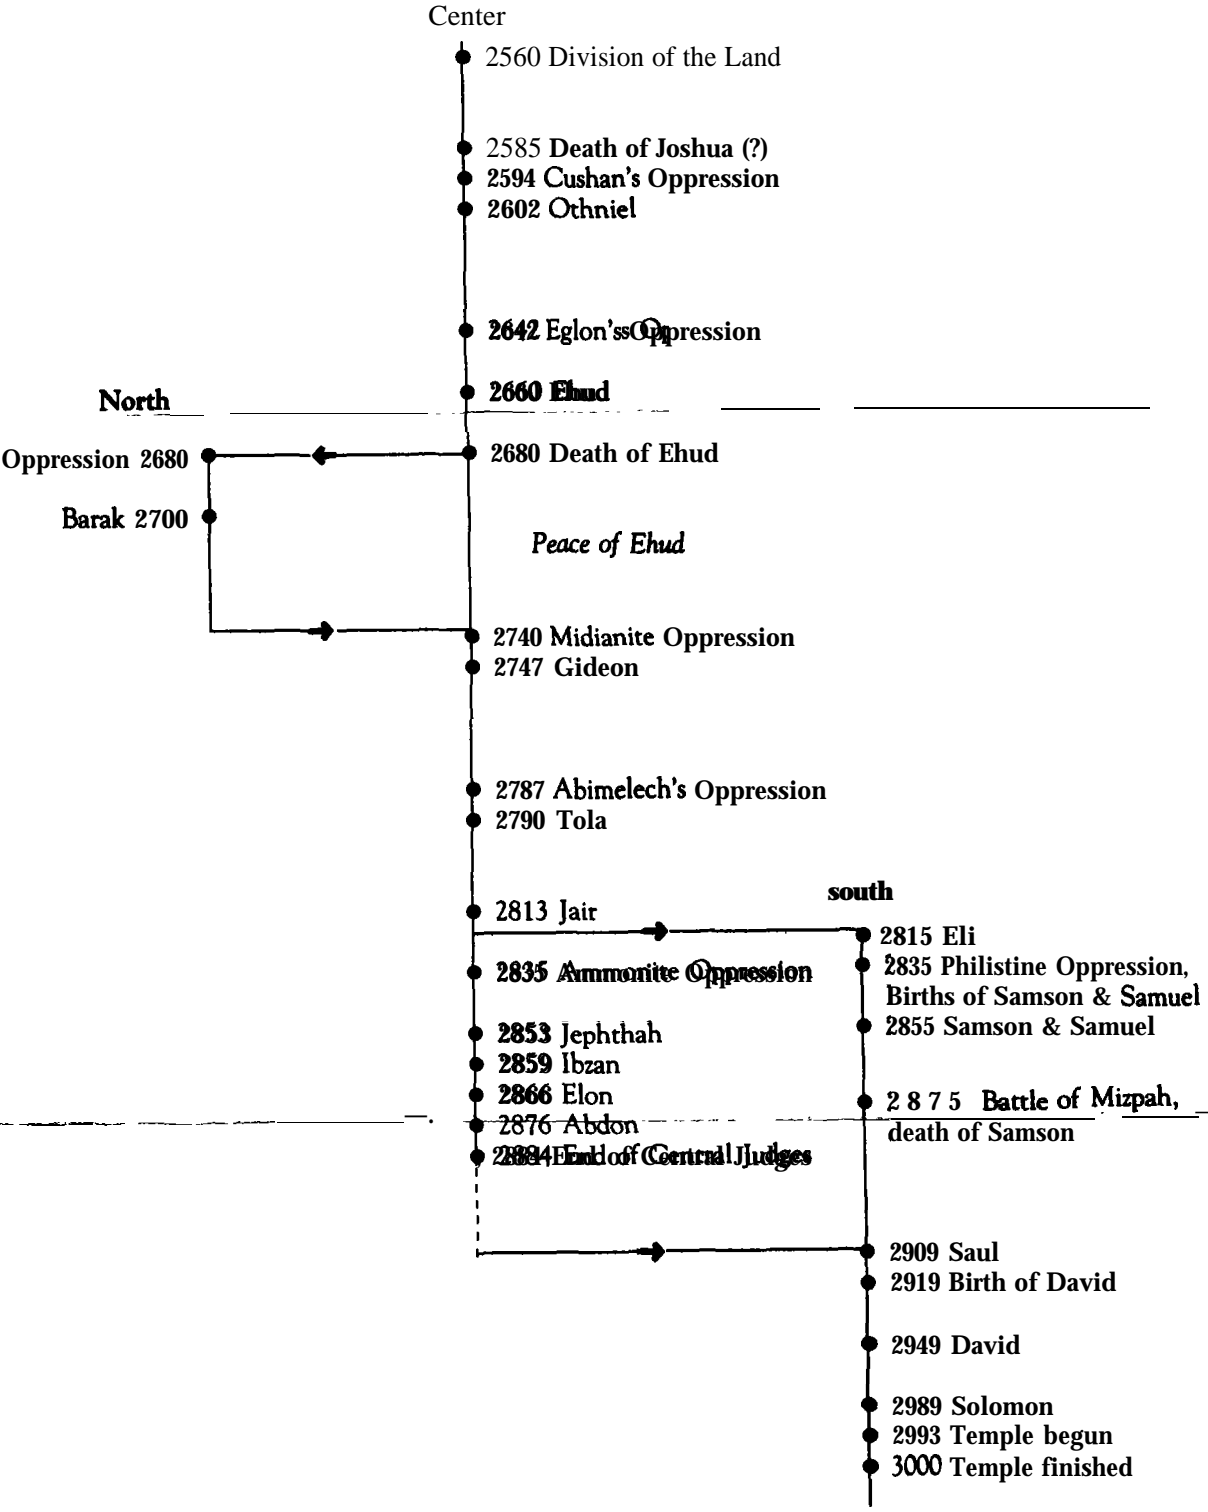 Center
2560 Division of the Land
2585 Death of Joshua (?)
2594 Cushan's Oppression
2602 Othniel
2642 Eglon's Oppression
2660 Ehud
North
Oppression 2680
2680 Death of Ehud
Barak 2700
Peace of Ehud
2740 Midianite Oppression
2747 Gideon
2787 Abimelech's Oppression
2790 Tola
2813 Jair
south
2815 Eli
2835 Ammonite Oppression
2835 Philistine Oppression,
Births of Samson & Samuel
2855 Samson & Samuel
2853 Jephthah
2859 Ibzan
2866 Elon
2875 Battle of Mizpah,
death of Samson
2876 Abdon
2884 End of Central Judges
2909 Saul
2919 Birth of David
2949 David
2989 Solomon
2993 Temple begun
3000 Temple finished